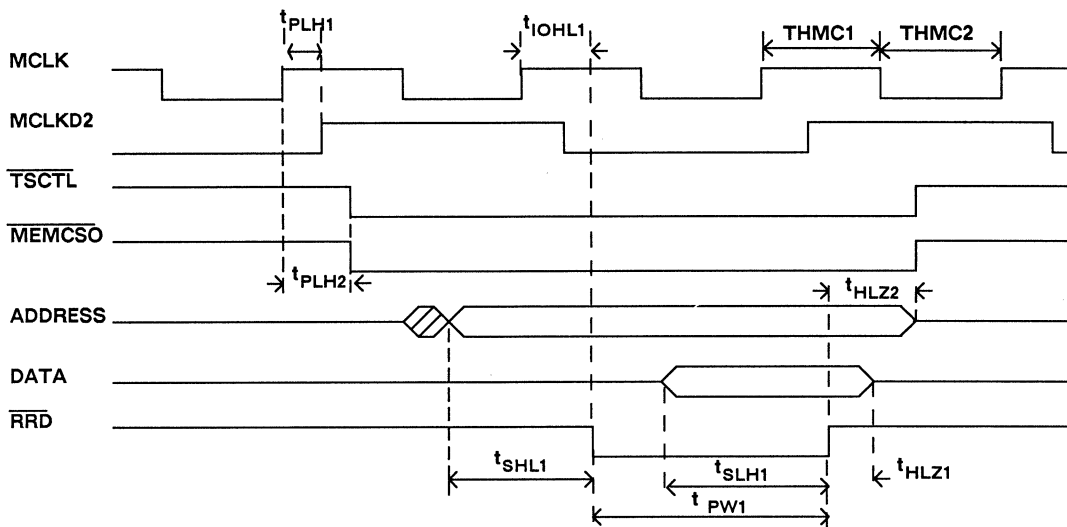 tPLH1
tIOHL1
THMC1
THMC2
MCLK
MCLKD2
TSCTL
MEMCSO
tPLH2
tHLZ2
ADDRESS
DATA
RRD
tSHL1
tSLH1
tHLZ1
tPW1